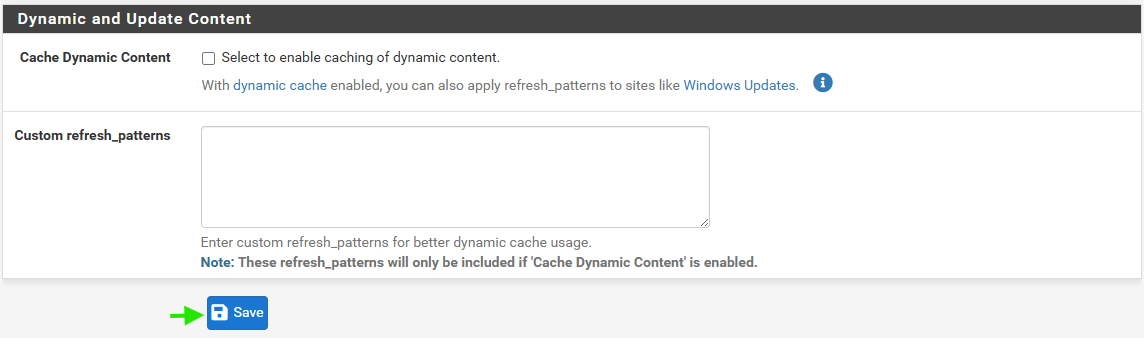 Dynamic and Update Content
Cache Dynamic Content
Select to enable caching of dynamic content.
With dynamic cache enabled, you can also apply refresh_patterns to sites like Windows Updates.
Custom refresh_patterns
Enter custom refresh_patterns for better dynamic cache usage.
Note: These refresh_patterns will only be included if 'Cache Dynamic Content' is enabled.
Save